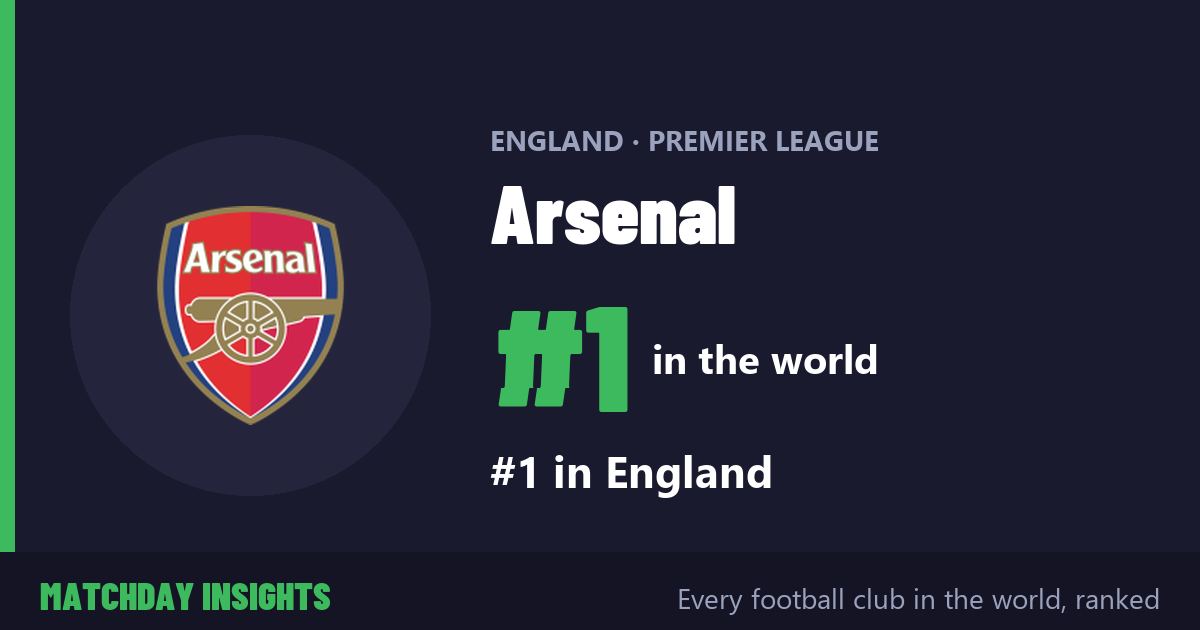 ENGLAND · PREMIER LEAGUE
Arsenal
Arsenal
#1 in the world
#1 in England
MATCHDAY INSIGHTS
Every football club in the world, ranked